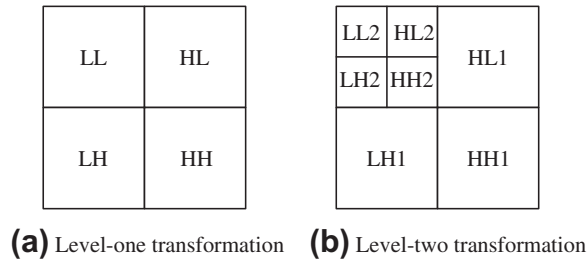 LL HL
LH HH
(a) Level-one transformation
LL2 HL2
LH2 HH2
HL1
LH1 HH1
(b) Level-two transformation